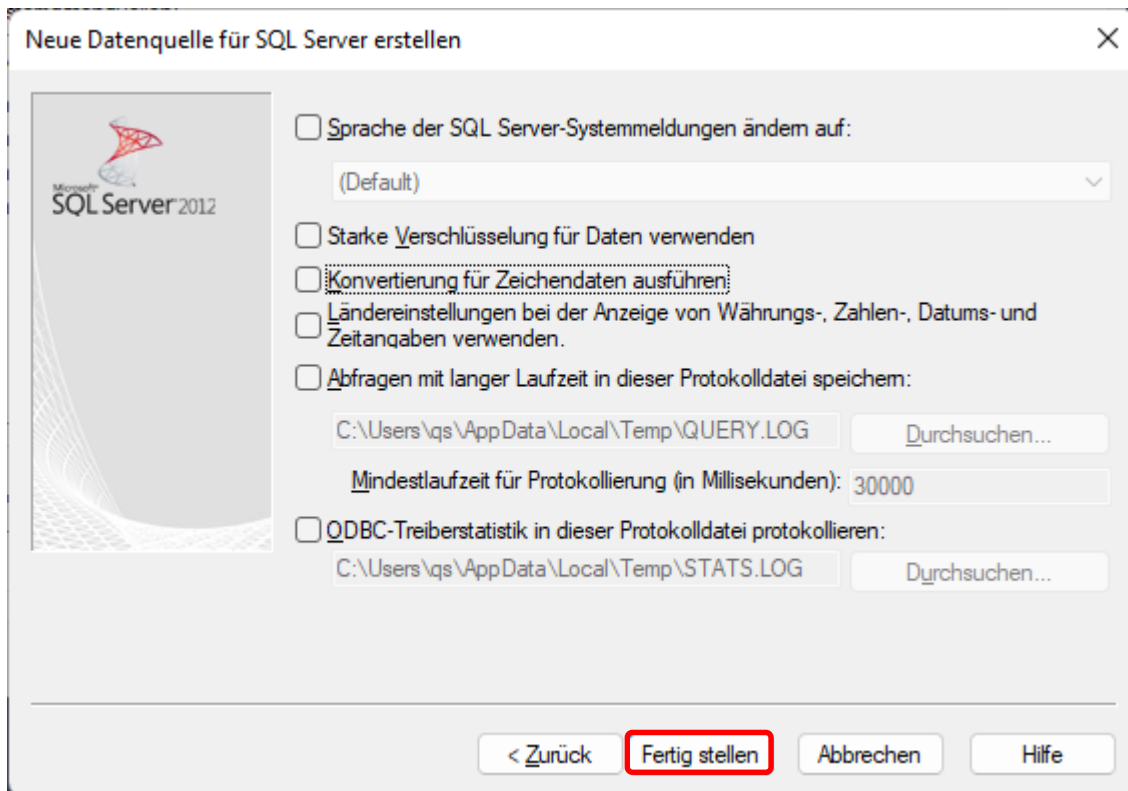 Neue Datenquelle für SQL Server erstellen
Microsoft®
SQL Server 2012
Sprache der SQL Server-Systemmeldungen ändern auf:
(Default)
Starke Verschlüsselung für Daten verwenden
Konvertierung für Zeichendaten ausführen
Ländereinstellungen bei der Anzeige von Währungs-, Zahlen-, Datums- und
Zeitangaben verwenden.
Abfragen mit langer Laufzeit in dieser Protokolldatei speichern:
C:\Users\qs\AppData\Local\Temp\QUERY.LOG
Durchsuchen...
Mindestlaufzeit für Protokollierung (in Millisekunden):
30000
ODBC-Treiberstatistik in dieser Protokolldatei protokollieren:
C:\Users\qs\AppData\Local\Temp\STATS.LOG
Durchsuchen...
< Zurück
Fertig stellen
Abbrechen
Hilfe